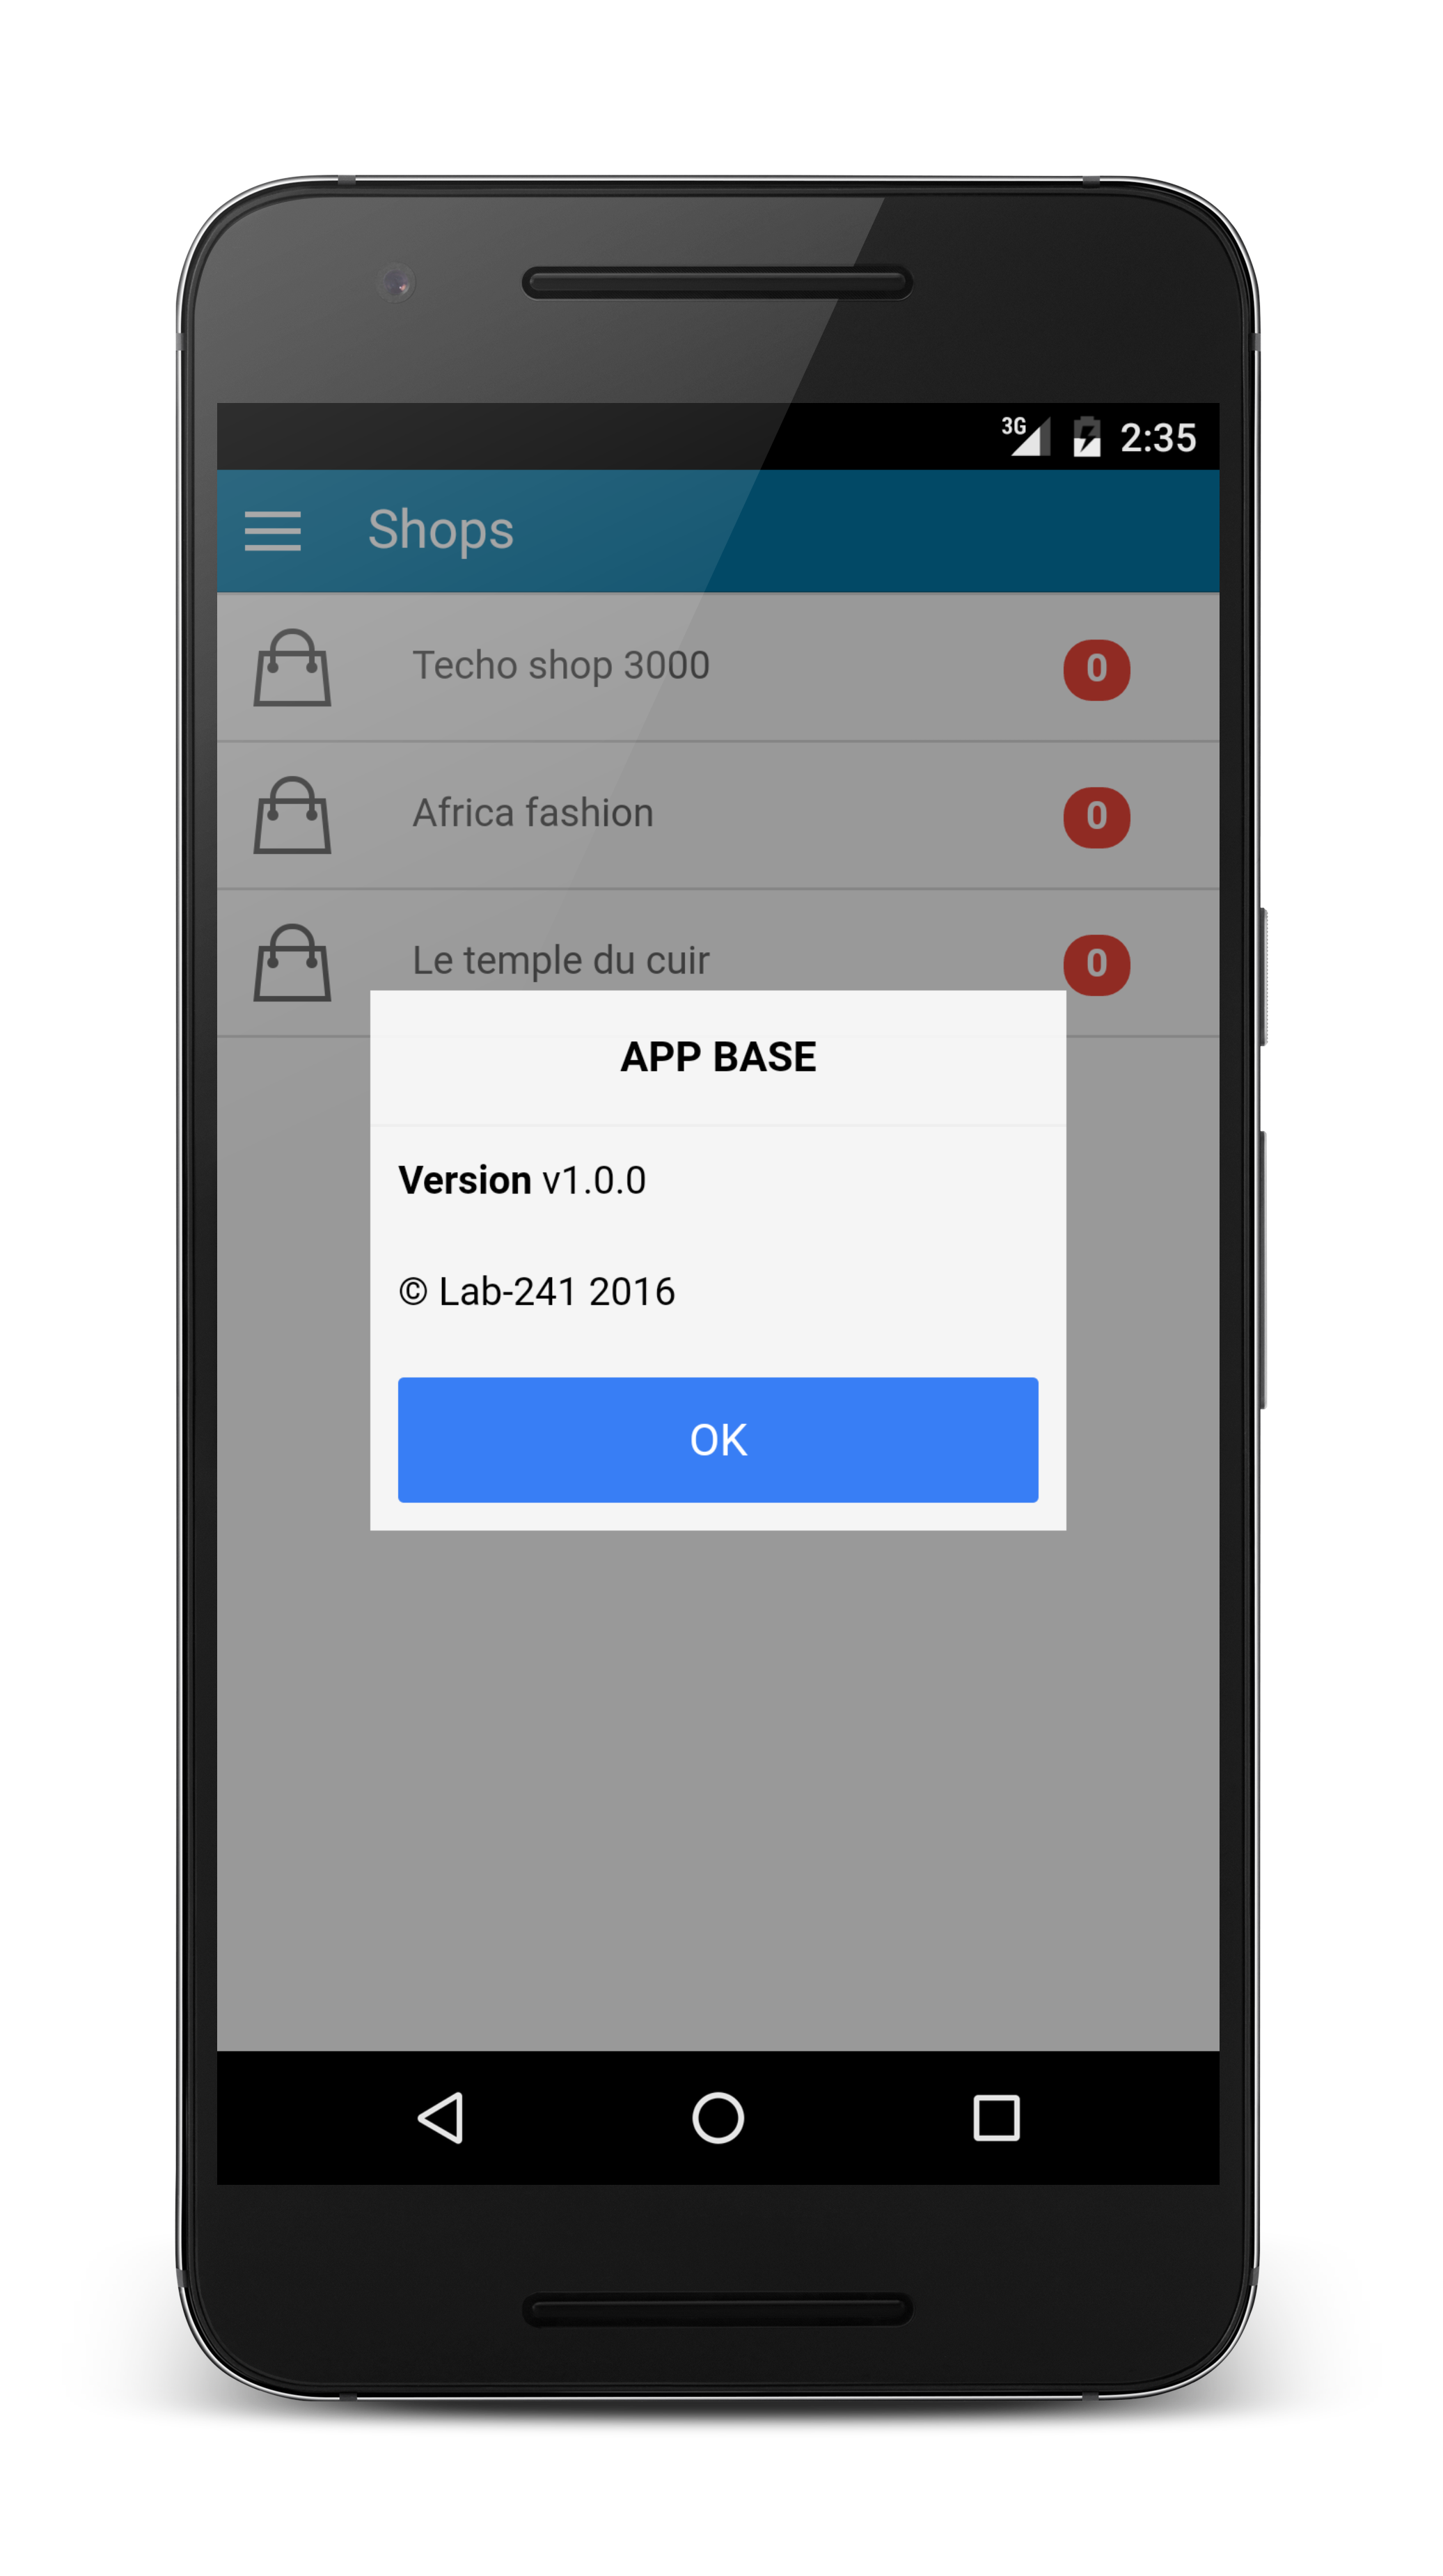 3G 2:35
Shops
Techo shop 3000 0
Africa fashion 0
Le temple du cuir 0
APP BASE
Version v1.0.0
© Lab-241 2016
OK